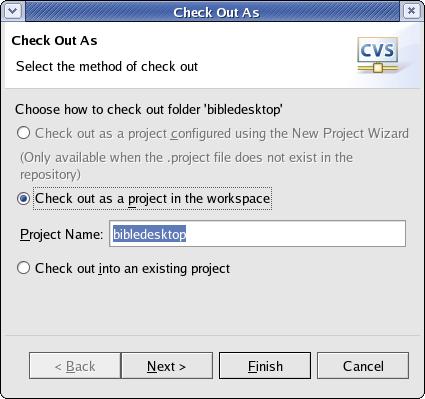 Check Out As
Check Out As
Select the method of check out
CVS
Choose how to check out folder 'bibledesktop'
Check out as a project configured using the New Project Wizard
(Only available when the .project file does not exist in the
repository)
Check out as a project in the workspace
Project Name: bibledesktop
Check out into an existing project
< Back Next > Finish Cancel